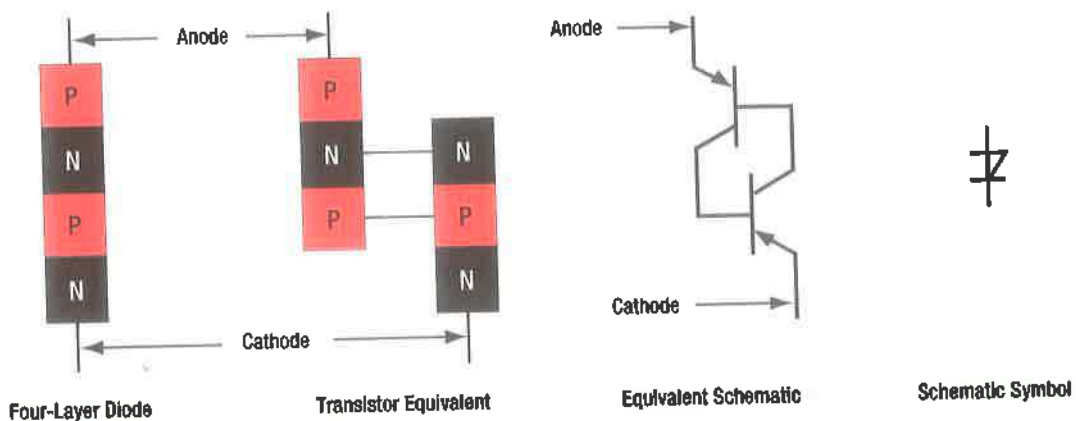 Anode
P
N
P
N
P
N
P
N
P
N
Cathode
Four-Layer Diode
Transistor Equivalent
Anode
Cathode
Equivalent Schematic
Schematic Symbol